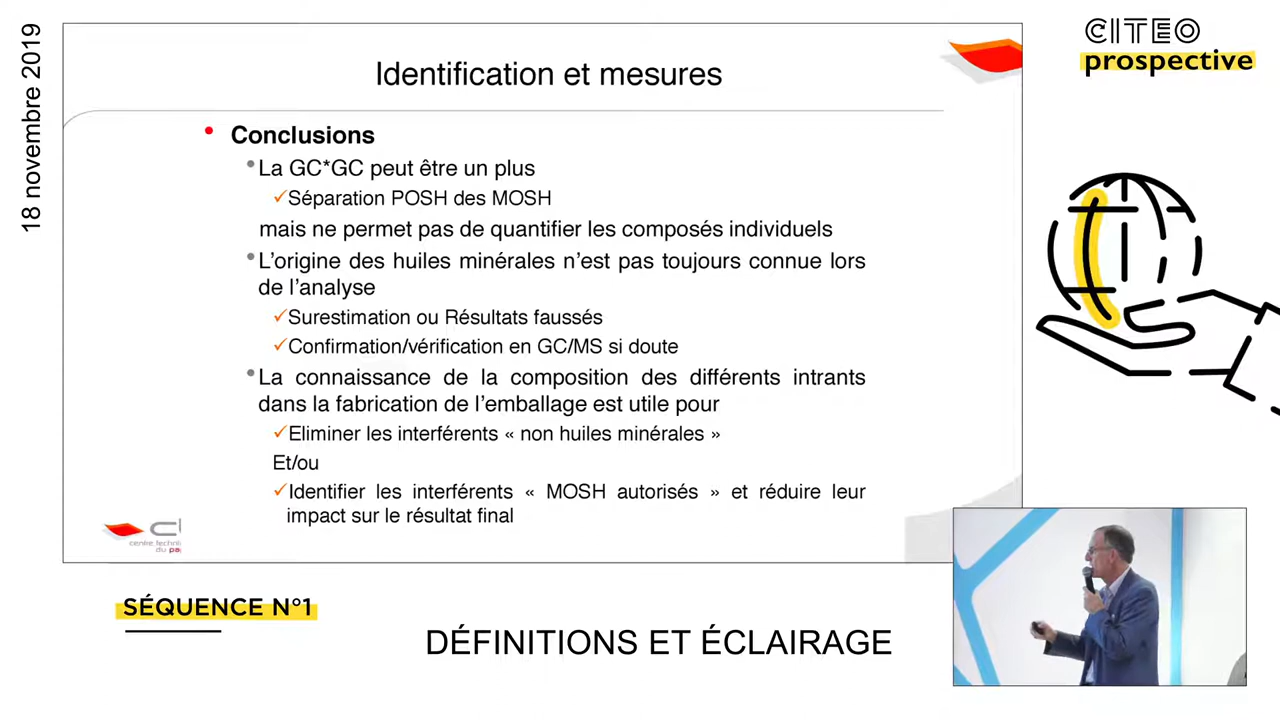 18 novembre 2019
CITEO
prospective
Identification et mesures
• Conclusions
•La GC*GC peut être un plus
✓Séparation POSH des MOSH
mais ne permet pas de quantifier les composés individuels
•L’origine des huiles minérales n’est pas toujours connue lors
de l’analyse
✓Surestimation ou Résultats faussés
✓Confirmation/vérification en GC/MS si doute
•La connaissance de la composition des différents intrants
dans la fabrication de l’emballage est utile pour
✓Eliminer les interférents « non huiles minérales »
Et/ou
✓Identifier les interférents « MOSH autorisés » et réduire leur
impact sur le résultat final
centre techni
du pa
SÉQUENCE N°1
DÉFINITIONS ET ÉCLAIRAGE